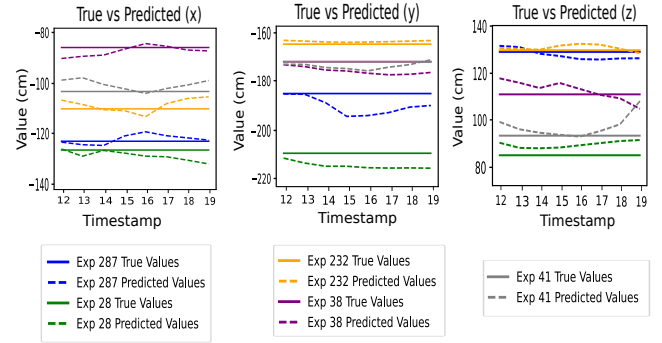 True vs Predicted (x)
True vs Predicted (y)
True vs Predicted (z)
Value (cm)
−80
−100
−120
−140
12 13 14 15 16 17 18 19
Timestamp
Value (cm)
−160
−180
−200
−220
12 13 14 15 16 17 18 19
Timestamp
Value (cm)
140
120
100
80
12 13 14 15 16 17 18 19
Timestamp
Exp 287 True Values
Exp 287 Predicted Values
Exp 28 True Values
Exp 28 Predicted Values
Exp 232 True Values
Exp 232 Predicted Values
Exp 38 True Values
Exp 38 Predicted Values
Exp 41 True Values
Exp 41 Predicted Values